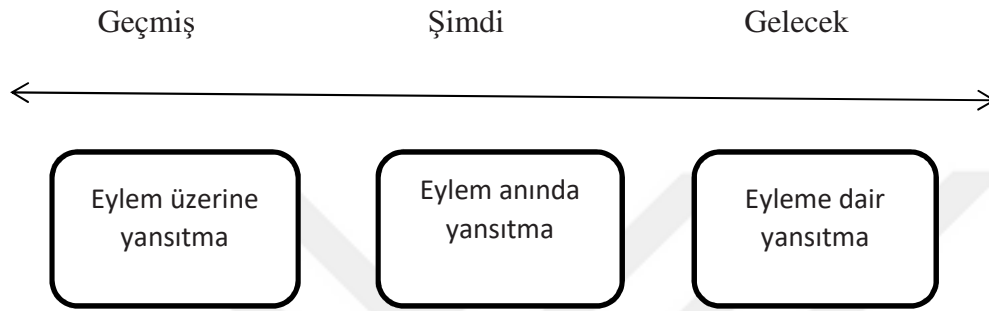 Geçmiş Şimdi Gelecek
Eylem üzerine
yansıtma
Eylem anında
yansıtma
Eyleme dair
yansıtma